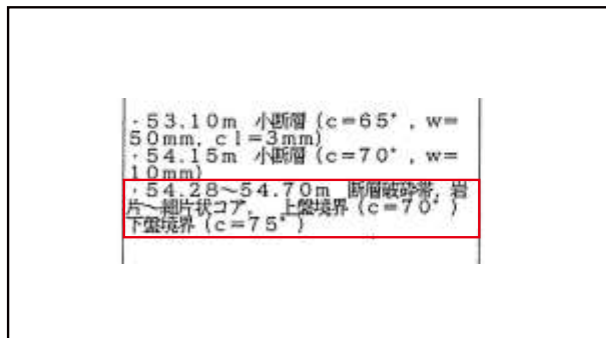 ・53.10m　小断層（c＝65°，w＝
50mm，cl＝3mm）
・54.15m　小断層（c＝70°，w＝
10mm）
・54.28～54.70m　断層破砕帯，岩
片～細片状コア，　上盤境界（c＝70°）
下盤境界（c＝75°）